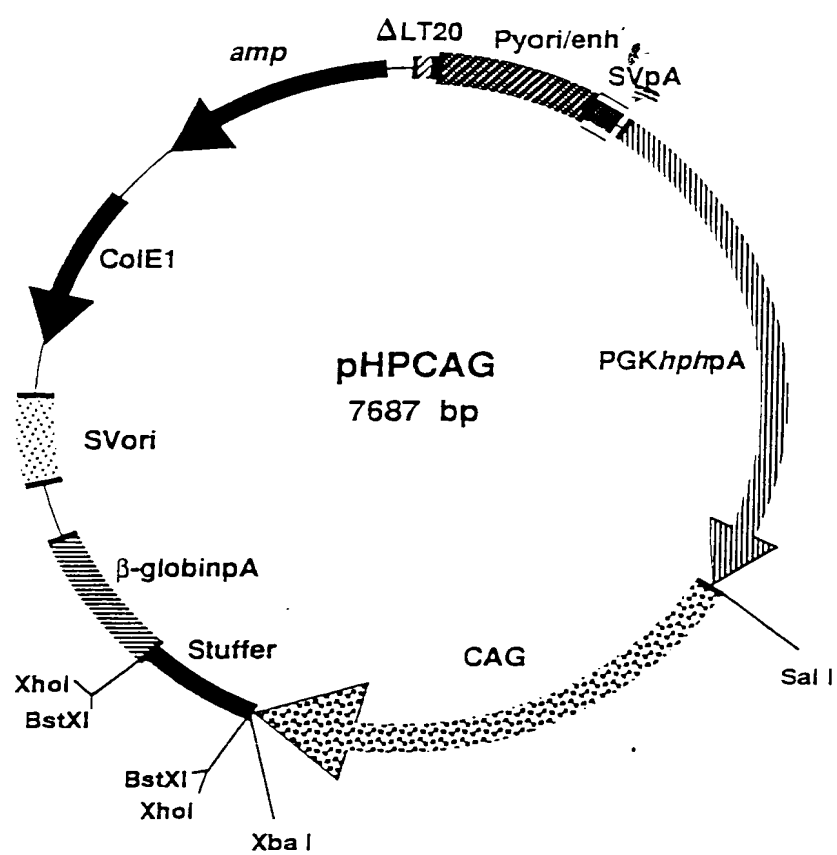 ΔLT20
Pyori/enh
amp
SVpA
ColE1
PGKhphpA
pHPCAG
7687 bp
SVori
β-globinpA
Stuffer
CAG
XhoI
BstXI
Sal I
BstXI
XhoI
Xba I